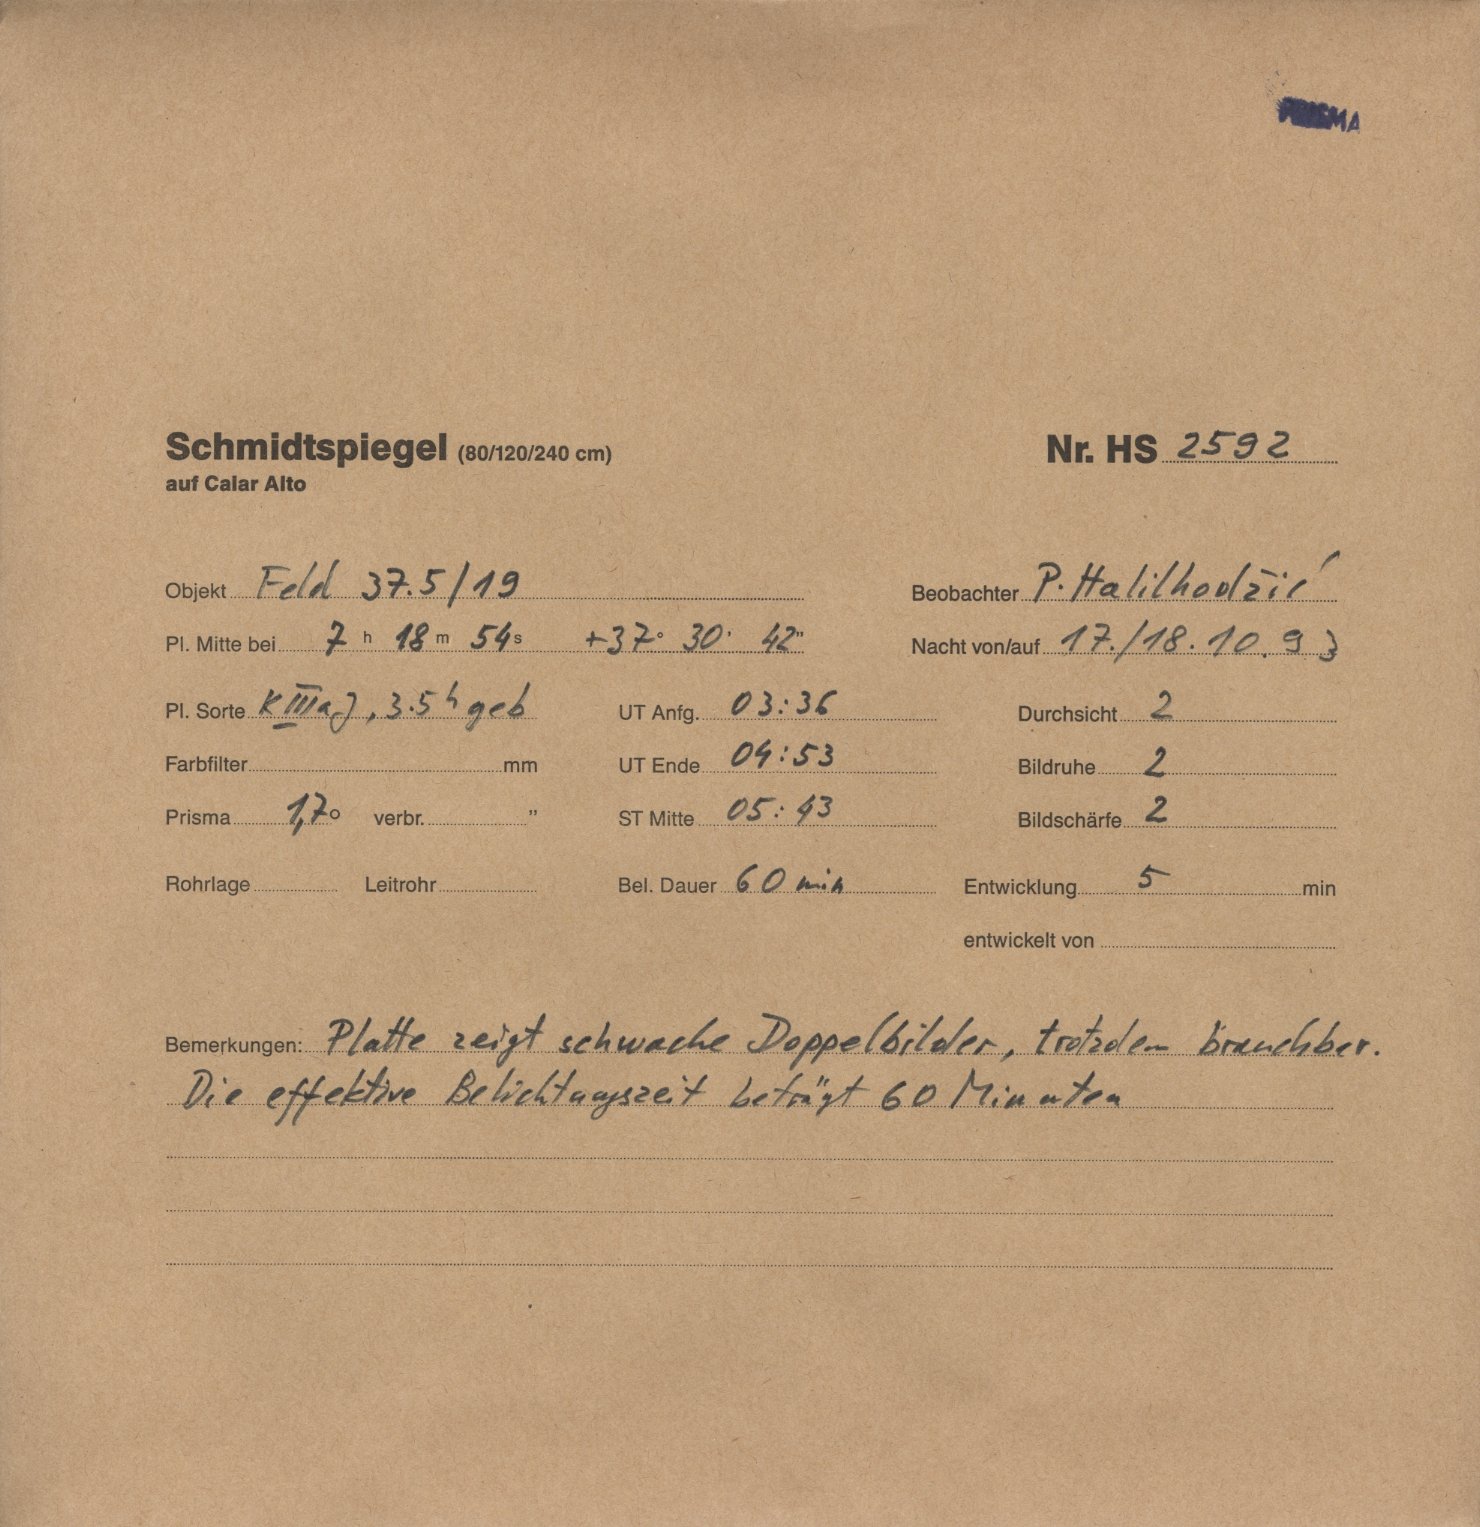 PRISMA
Schmidtspiegel (80/120/240 cm)
auf Calar Alto
Nr. HS 2592
Objekt Feld 37.5/19
Beobachter P. Halilhodžić
Pl. Mitte bei 7 h 18 m 54 s +37° 30' 42"
Nacht von/auf 17./18.10.93
Pl. Sorte K IIIaJ, 3.5 h geb
UT Anfg. 03:36
Durchsicht 2
Farbfilter mm
UT Ende 04:53
Bildruhe 2
Prisma 1,7° verbr. "
ST Mitte 05:43
Bildschärfe 2
Rohrlage Leitrohr
Bel. Dauer 60 min
Entwicklung 5 min
entwickelt von
Bemerkungen: Platte zeigt schwache Doppelbilder, trotzdem brauchbar.
Die effektive Belichtungszeit beträgt 60 Minuten